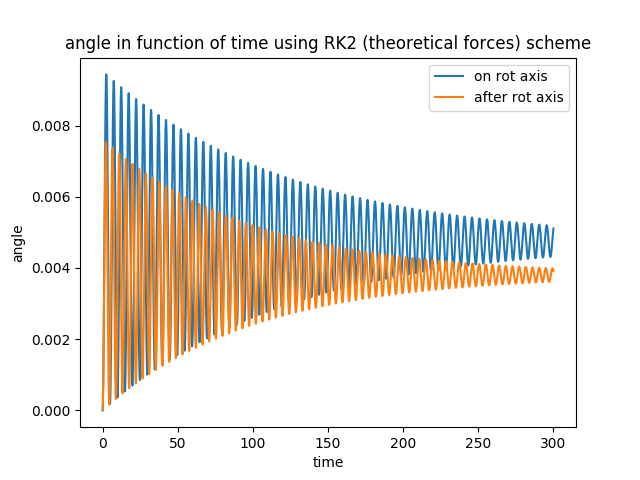 angle in function of time using RK2 (theoretical forces) scheme
on rot axis
after rot axis
angle
0.008
0.006
0.004
0.002
0.000
0 50 100 150 200 250 300
time